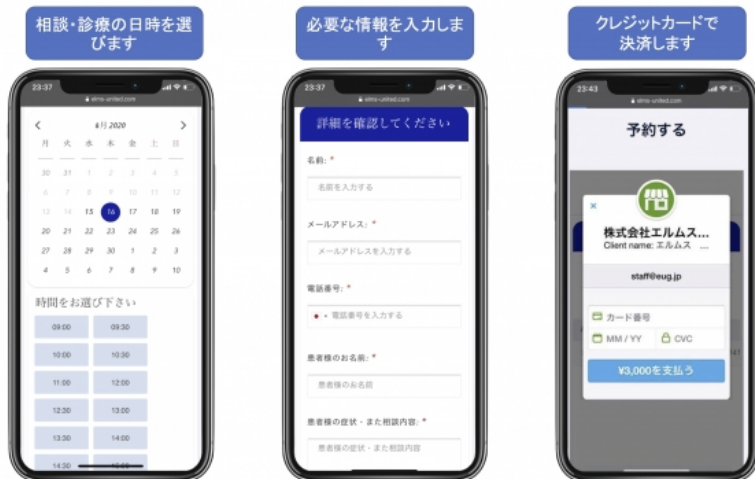 相談・診療の日時を選
びます
23:37
elms-united.com
4月 2020
月 火 水 木 金 土 日
30 31 1 2 3 4 5
6 7 8 9 10 11 12
13 14 15 16 17 18 19
20 21 22 23 24 25 26
27 28 29 30 1 2 3
4 5 6 7 8 9 10
時間をお選び下さい
09:00 09:30
10:00 10:30
11:00 12:00
12:30 13:00
13:30 14:00
14:30
必要な情報を入力しま
す
23:37
elms-united.com
詳細を確認してください
名前: *
名前を入力する
メールアドレス: *
メールアドレスを入力する
電話番号: *
電話番号を入力する
患者様のお名前: *
患者様のお名前
患者様の症状・また相談内容: *
患者様の症状・また相談内容
クレジットカードで
決済します
23:43
elms-united.com
予約する
×
株式会社エルムス...
Client name: エルムス ...
staff@eug.jp
カード番号
MM / YY CVC
¥3,000を支払う